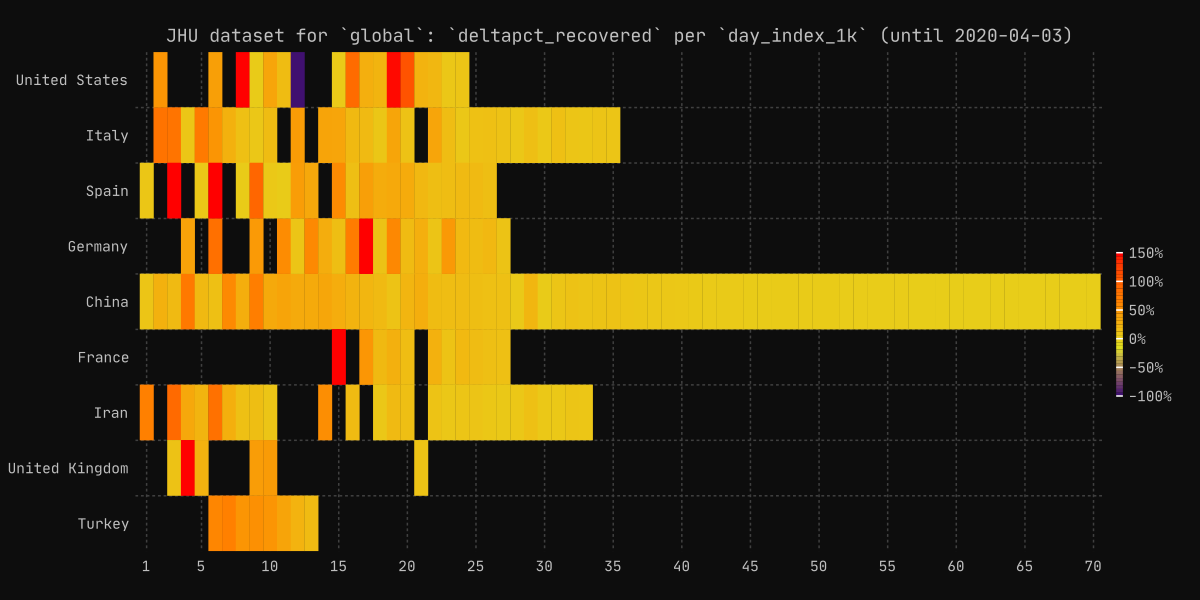 JHU dataset for `global`: `deltapct_recovered` per `day_index_1k` (until 2020-04-03)
United States
Italy
Spain
Germany
China
France
Iran
United Kingdom
Turkey
1 5 10 15 20 25 30 35 40 45 50 55 60 65 70
150%
100%
50%
0%
-50%
-100%